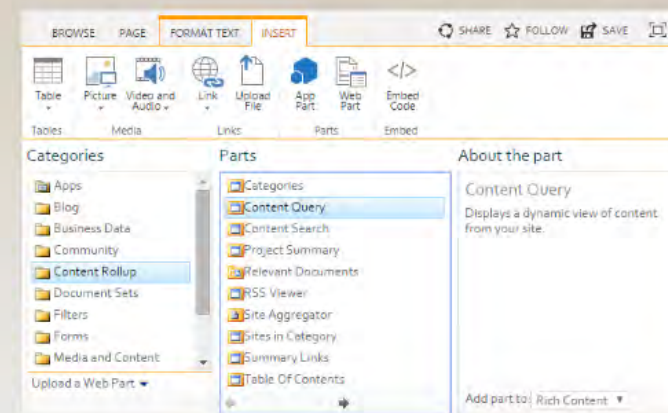 BROWSE PAGE FORMAT TEXT INSERT SHARE FOLLOW SAVE
Table Picture Video and Audio Link Upload File App Part Web Part Embed Code
Tables Media Links Parts Embed
Categories
Apps
Blog
Business Data
Community
Content Rollup
Document Sets
Filters
Forms
Media and Content
Upload a Web Part
Parts
Categories
Content Query
Content Search
Project Summary
Relevant Documents
RSS Viewer
Site Aggregator
Sites in Category
Summary Links
Table Of Contents
About the part
Content Query
Displays a dynamic view of content
from your site.
Add part to: Rich Content